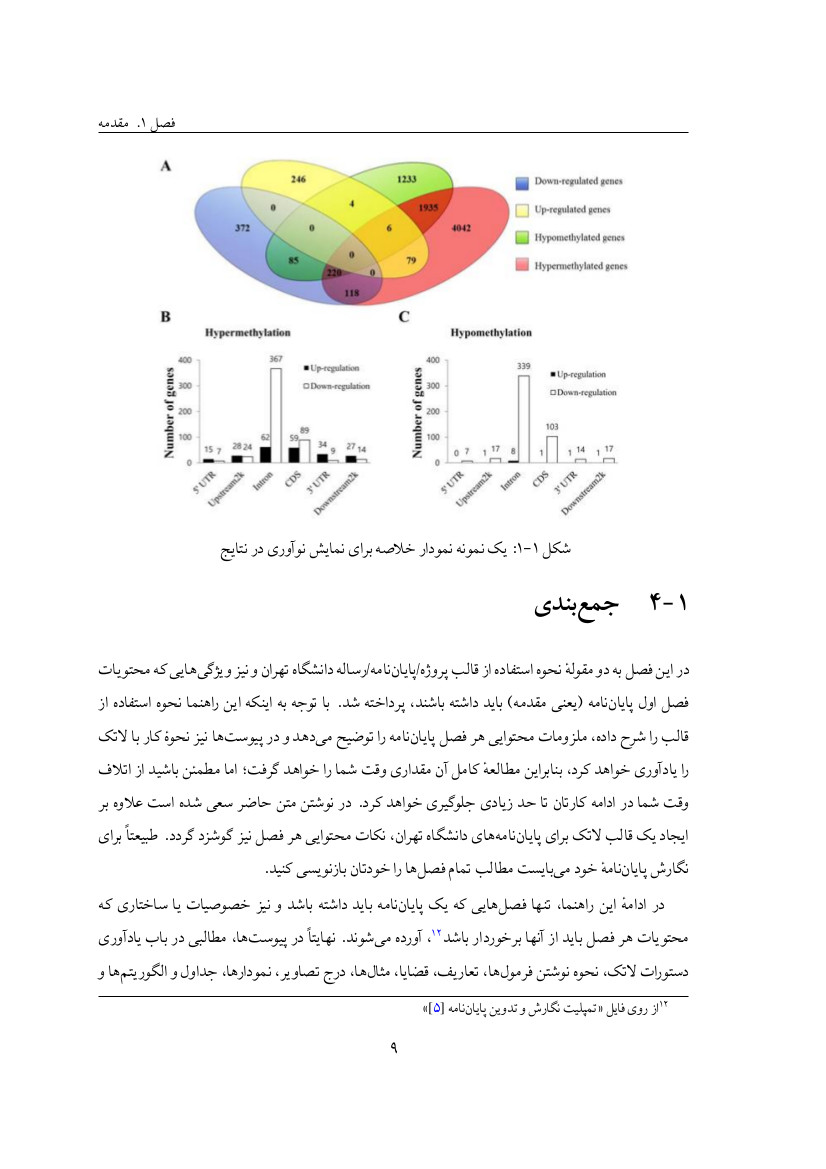 فصل ۱. مقدمه
A
246
1233
Down-regulated genes
Up-regulated genes
Hypomethylated genes
Hypermethylated genes
0
4
1935
372
0
6
4042
85
0
79
220
0
118
B
Hypermethylation
Number of genes
400
300
200
100
0
Up-regulation
Down-regulation
15 7 28 24 62 367 59 89 34 9 27 14
5' UTR
Upstream2k
Intron
CDS
3' UTR
Downstream2k
C
Hypomethylation
Number of genes
400
300
200
100
0
Up-regulation
Down-regulation
0 7 1 17 8 339 1 103 1 14 1 17
5' UTR
Upstream2k
Intron
CDS
3' UTR
Downstream2k
شکل ۱-۱: یک نمونه نمودار خلاصه برای نمایش نوآوری در نتایج
۱-۴ جمع‌بندی
در این فصل به دو مقولهٔ نحوه استفاده از قالب پروژه/پایان‌نامه/رساله دانشگاه تهران و نیز ویژگی‌هایی که محتویات
فصل اول پایان‌نامه (یعنی مقدمه) باید داشته باشند، پرداخته شد. با توجه به اینکه این راهنما نحوه استفاده از
قالب را شرح داده، ملزومات محتوایی هر فصل پایان‌نامه را توضیح می‌دهد و در پیوست‌ها نیز نحوهٔ کار با لاتک
را یادآوری خواهد کرد، بنابراین مطالعهٔ کامل آن مقداری وقت شما را خواهد گرفت؛ اما مطمئن باشید از اتلاف
وقت شما در ادامه کارتان تا حد زیادی جلوگیری خواهد کرد. در نوشتن متن حاضر سعی شده است علاوه بر
ایجاد یک قالب لاتک برای پایان‌نامه‌های دانشگاه تهران، نکات محتوایی هر فصل نیز گوشزد گردد. طبیعتاً برای
نگارش پایان‌نامهٔ خود می‌بایست مطالب تمام فصل‌ها را خودتان بازنویسی کنید.
در ادامهٔ این راهنما، تنها فصل‌هایی که یک پایان‌نامه باید داشته باشد و نیز خصوصیات یا ساختاری که
محتویات هر فصل باید از آنها برخوردار باشد۱۲، آورده می‌شوند. نهایتاً در پیوست‌ها، مطالبی در باب یادآوری
دستورات لاتک، نحوه نوشتن فرمول‌ها، تعاریف، قضایا، مثال‌ها، درج تصاویر، نمودارها، جداول و الگوریتم‌ها و
۱۲از روی فایل «تمپلیت نگارش و تدوین پایان‌نامه [۵]»
۹